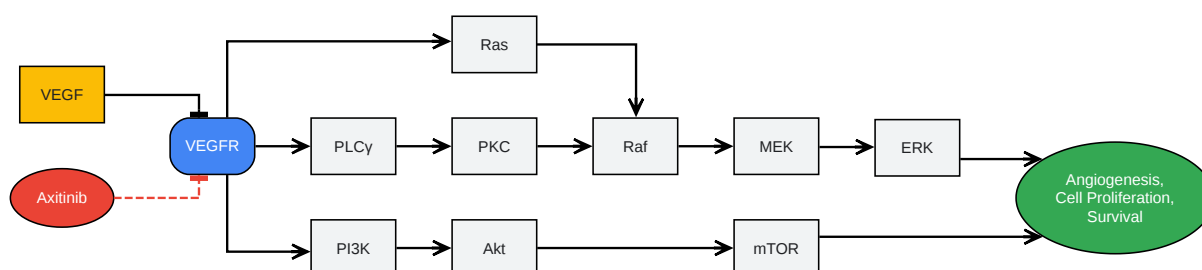 Ras
VEGF
VEGFR
PLCγ
PKC
Raf
MEK
ERK
Axitinib
Angiogenesis,
Cell Proliferation,
Survival
PI3K
Akt
mTOR